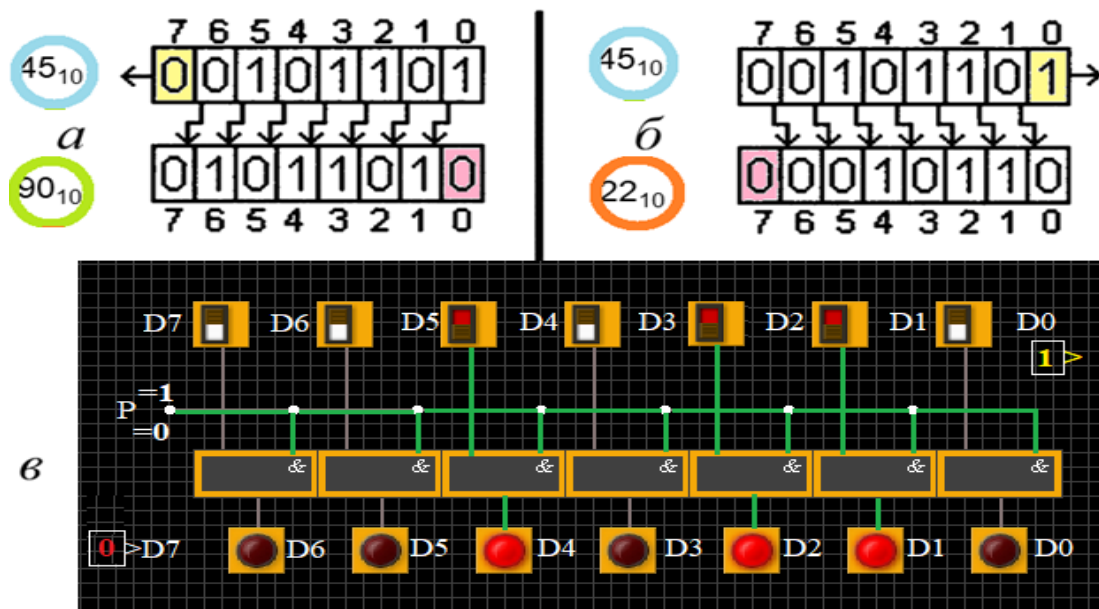 7 6 5 4 3 2 1 0
45₁₀ 0 0 1 0 1 1 0 1
а
90₁₀ 0 1 0 1 1 0 1 0
7 6 5 4 3 2 1 0
7 6 5 4 3 2 1 0
45₁₀ 0 0 1 0 1 1 0 1
б
22₁₀ 0 0 0 1 0 1 1 0
7 6 5 4 3 2 1 0
D7 D6 D5 D4 D3 D2 D1 D0
1 >
=1
P
=0
& & & & & & &
в
0 >D7 D6 D5 D4 D3 D2 D1 D0